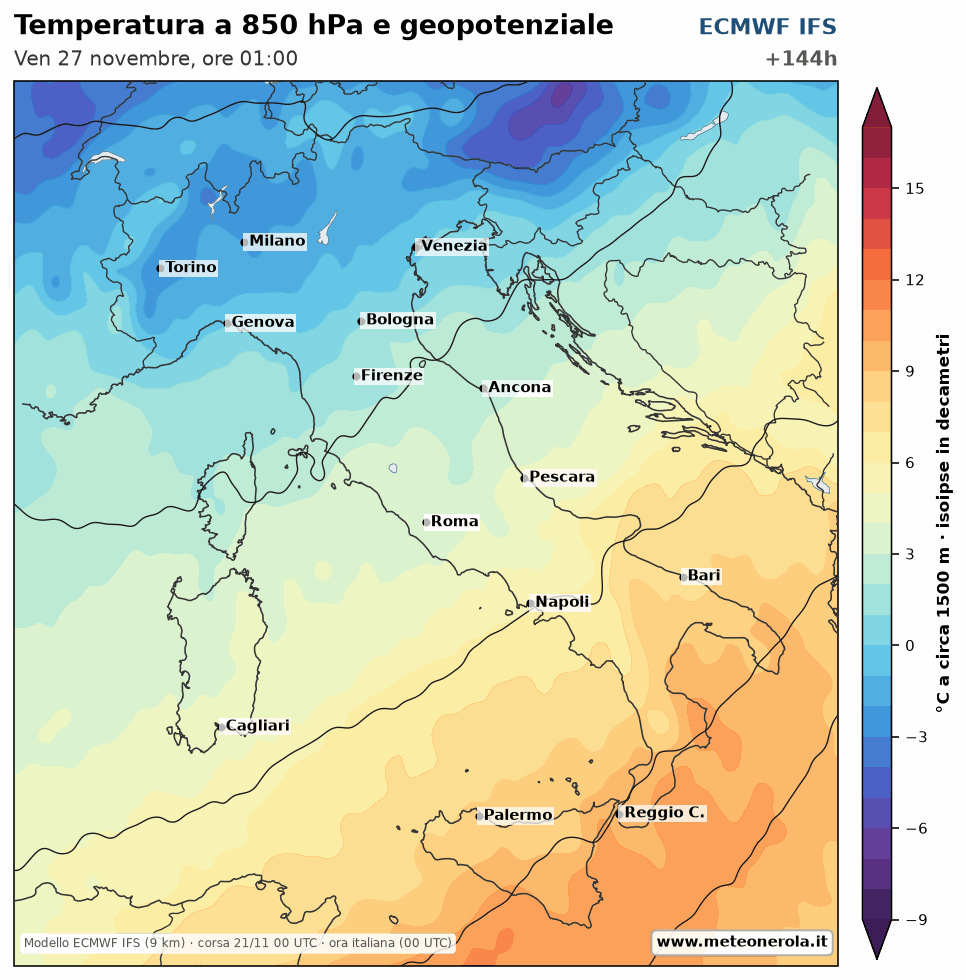 Temperatura a 850 hPa e geopotenziale
ECMWF IFS
Ven 27 novembre, ore 01:00
+144h
Milano
Venezia
Torino
Genova
Bologna
Firenze
Ancona
Pescara
Roma
Bari
Napoli
Cagliari
Palermo
Reggio C.
15
12
9
6
3
0
−3
−6
−9
°C a circa 1500 m · isoipse in decametri
Modello ECMWF IFS (9 km) · corsa 21/11 00 UTC · ora italiana (00 UTC)
www.meteonerola.it